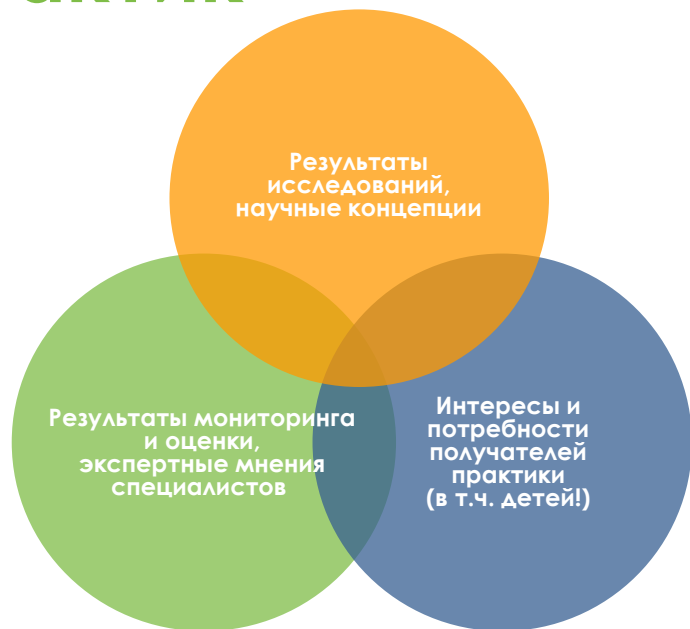 Результаты
исследований,
научные концепции
Результаты мониторинга
и оценки,
экспертные мнения
специалистов
Интересы и
потребности
получателей
практики
(в т.ч. детей!)